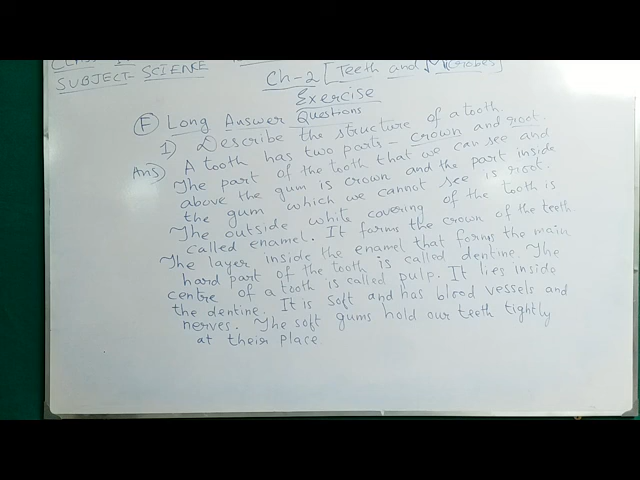 SUBJECT- SCIENCE
Ch-2 [Teeth and Microbes]
Exercise
(F) Long Answer Questions
1) Describe the structure of a tooth.
Ans) A tooth has two parts - crown and root.
The part of the tooth that we can see and
above the gum is crown and the part inside
the gum which we cannot see is root.
The outside white covering of the tooth is
called enamel. It forms the crown of the teeth
The layer inside the enamel that forms the main
hard part of the tooth is called dentine. The
centre of a tooth is called pulp. It lies inside
the dentine. It is soft and has blood vessels and
nerves. The soft gums hold our teeth tightly
at their place